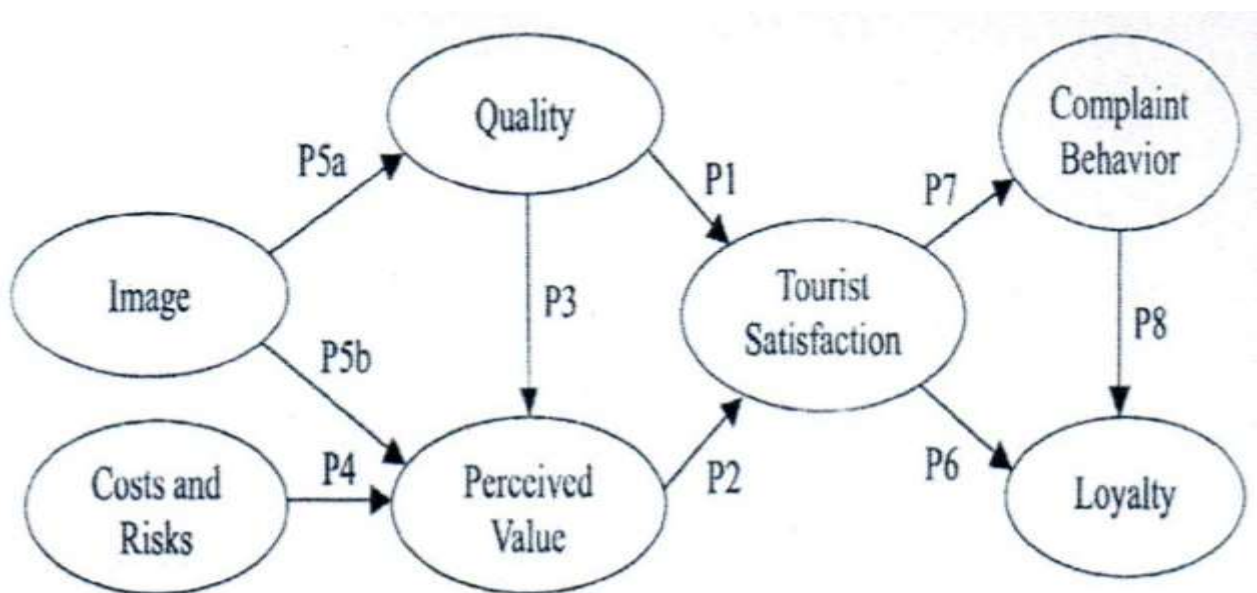 Quality
Complaint
Behavior
P5a
P1
P7
Image
P3
Tourist
Satisfaction
P8
P5b
Costs and
Risks
P4
Perceived
Value
P2
P6
Loyalty